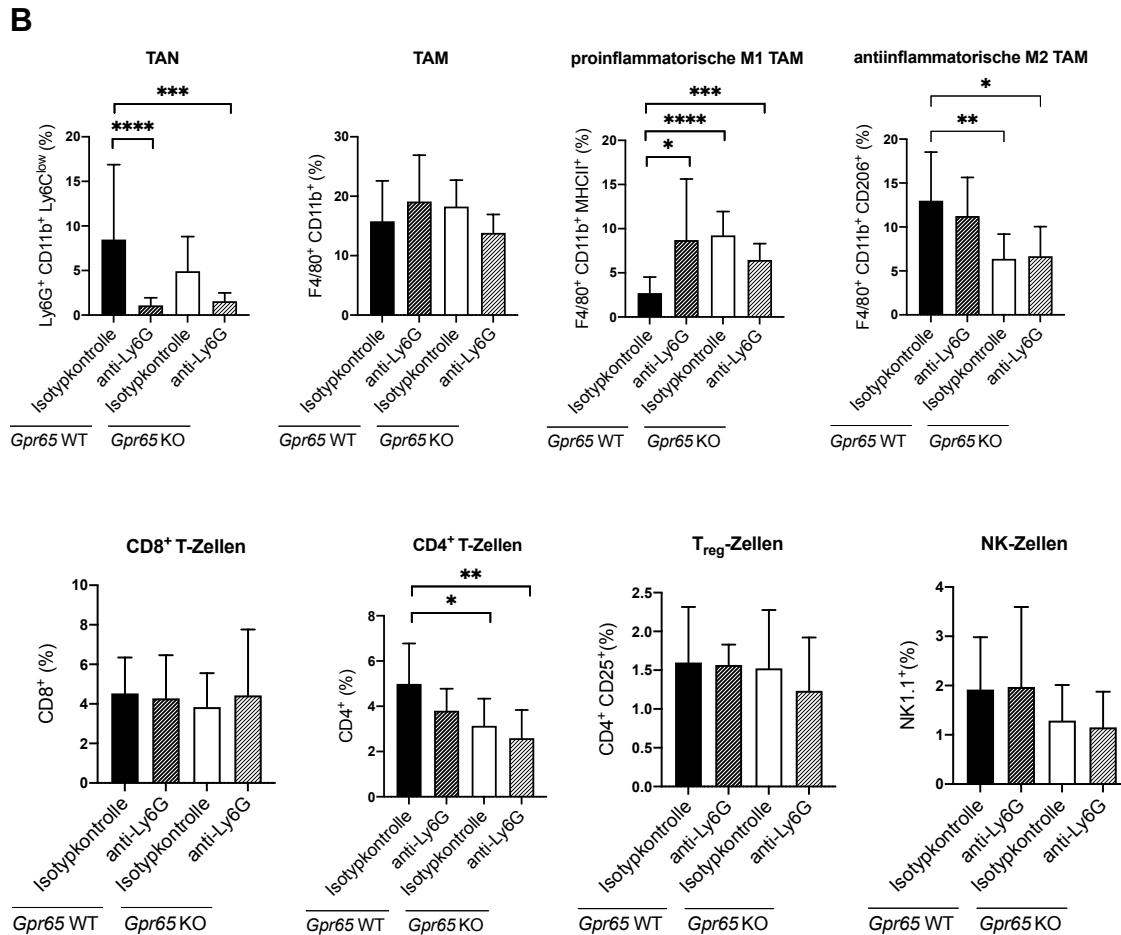 B
TAN
Ly6G⁺ CD11b⁺ Ly6Cˡᵒʷ (%)
20
15
10
5
0
***
****
Isotypkontrolle
anti-Ly6G
Isotypkontrolle
anti-Ly6G
Gpr65 WT
Gpr65 KO
TAM
F4/80⁺ CD11b⁺ (%)
30
20
10
0
Isotypkontrolle
anti-Ly6G
Isotypkontrolle
anti-Ly6G
Gpr65 WT
Gpr65 KO
proinflammatorische M1 TAM
F4/80⁺ CD11b⁺ MHCII⁺ (%)
20
15
10
5
0
***
****
*
Isotypkontrolle
anti-Ly6G
Isotypkontrolle
anti-Ly6G
Gpr65 WT
Gpr65 KO
antiinflammatorische M2 TAM
F4/80⁺ CD11b⁺ CD206⁺ (%)
20
15
10
5
0
*
**
Isotypkontrolle
anti-Ly6G
Isotypkontrolle
anti-Ly6G
Gpr65 WT
Gpr65 KO
CD8⁺ T-Zellen
CD8⁺ (%)
10
8
6
4
2
0
Isotypkontrolle
anti-Ly6G
Isotypkontrolle
anti-Ly6G
Gpr65 WT
Gpr65 KO
CD4⁺ T-Zellen
CD4⁺ (%)
8
6
4
2
0
**
*
Isotypkontrolle
anti-Ly6G
Isotypkontrolle
anti-Ly6G
Gpr65 WT
Gpr65 KO
Treg-Zellen
CD4⁺ CD25⁺(%)
2.5
2.0
1.5
1.0
0.5
0.0
Isotypkontrolle
anti-Ly6G
Isotypkontrolle
anti-Ly6G
Gpr65 WT
Gpr65 KO
NK-Zellen
NK1.1⁺(%)
4
3
2
1
0
Isotypkontrolle
anti-Ly6G
Isotypkontrolle
anti-Ly6G
Gpr65 WT
Gpr65 KO